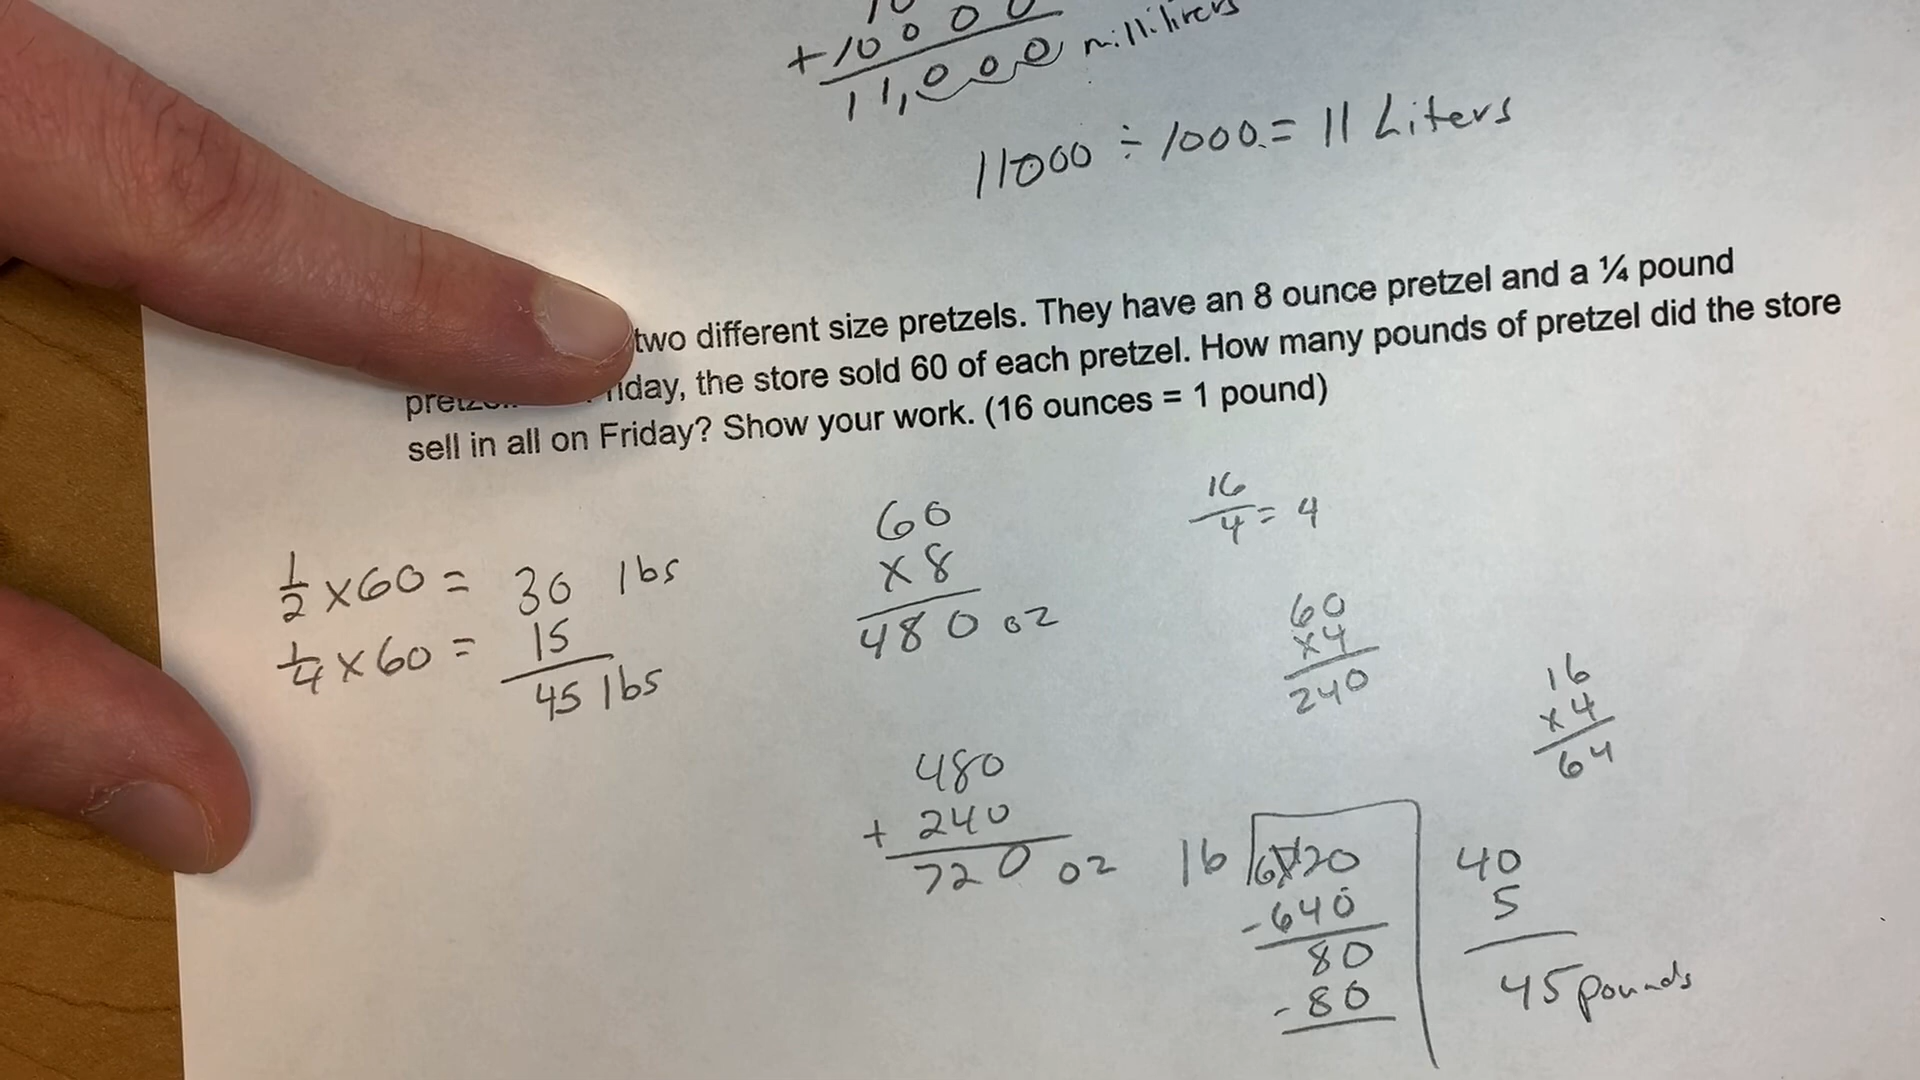 +10000
11,000 milliliters
11000 ÷ 1000 = 11 Liters
two different size pretzels. They have an 8 ounce pretzel and a ¼ pound
the store sold 60 of each pretzel. How many pounds of pretzel did the store
sell in all on Friday? Show your work. (16 ounces = 1 pound)
1/2 x 60 = 30 lbs
1/4 x 60 = 15
45 lbs
60
x 8
480 oz
16/4 = 4
60
x4
240
16
x 4
64
480
+ 240
720 oz
16 720
-640
80
-80
40
5
45 pounds